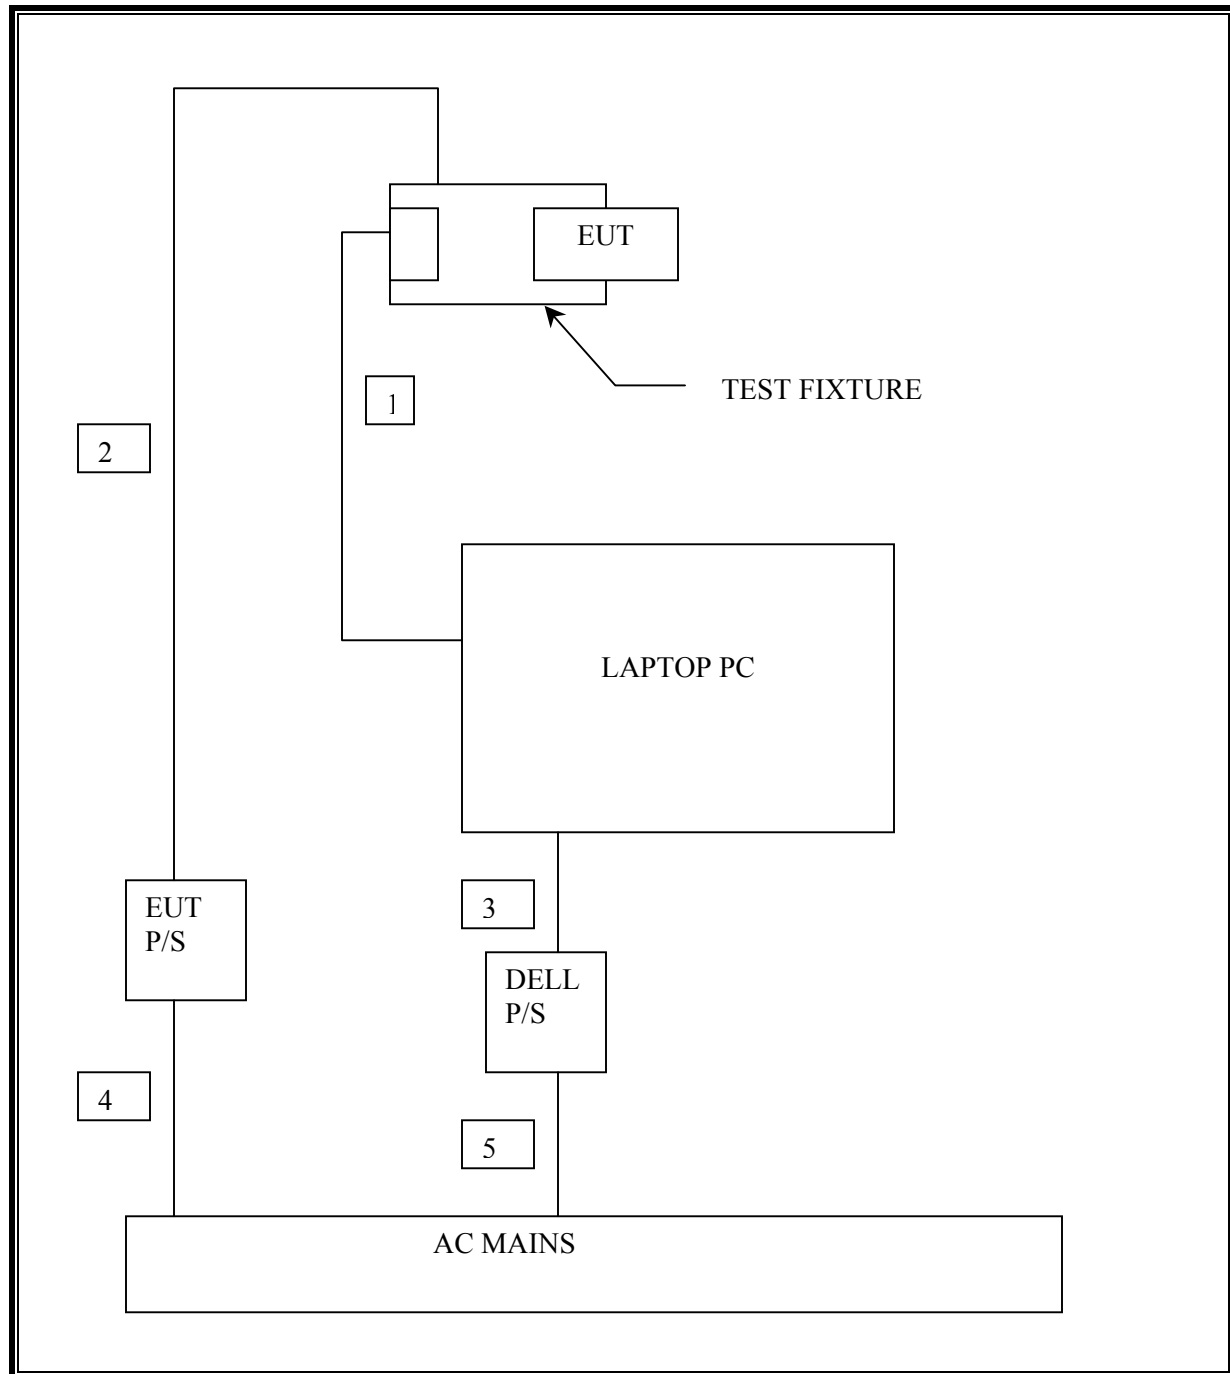 EUT
TEST FIXTURE
1
2
LAPTOP PC
EUT
P/S
3
DELL
P/S
4
5
AC MAINS